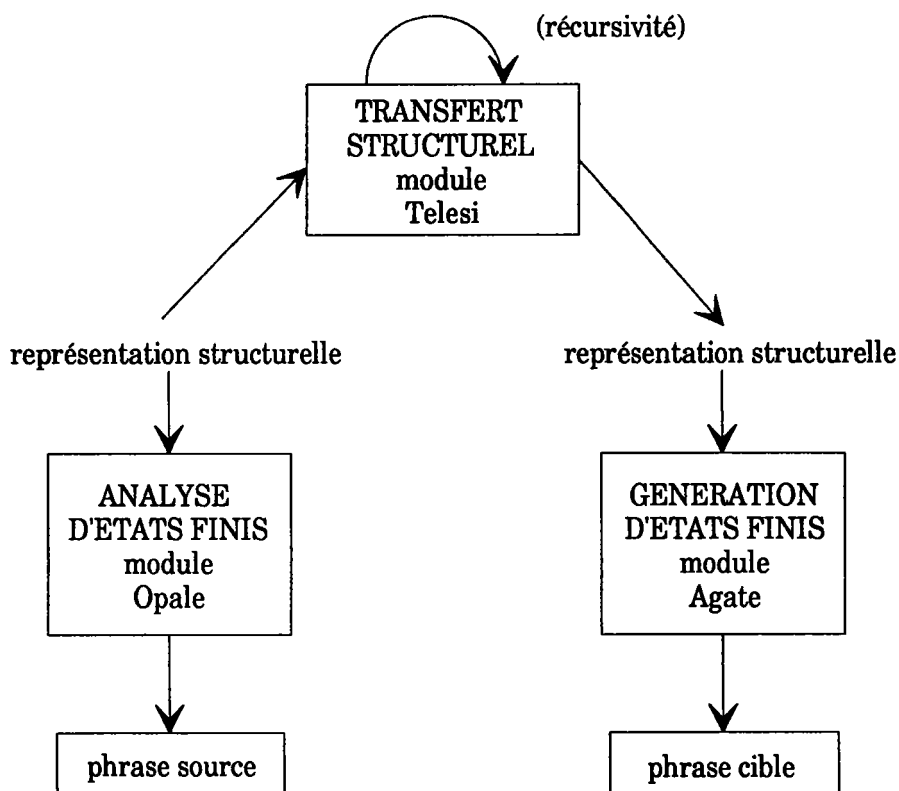 (récursivité)
TRANSFERT
STRUCTUREL
module
Telesi
représentation structurelle
représentation structurelle
ANALYSE
D'ETATS FINIS
module
Opale
GENERATION
D'ETATS FINIS
module
Agate
phrase source
phrase cible